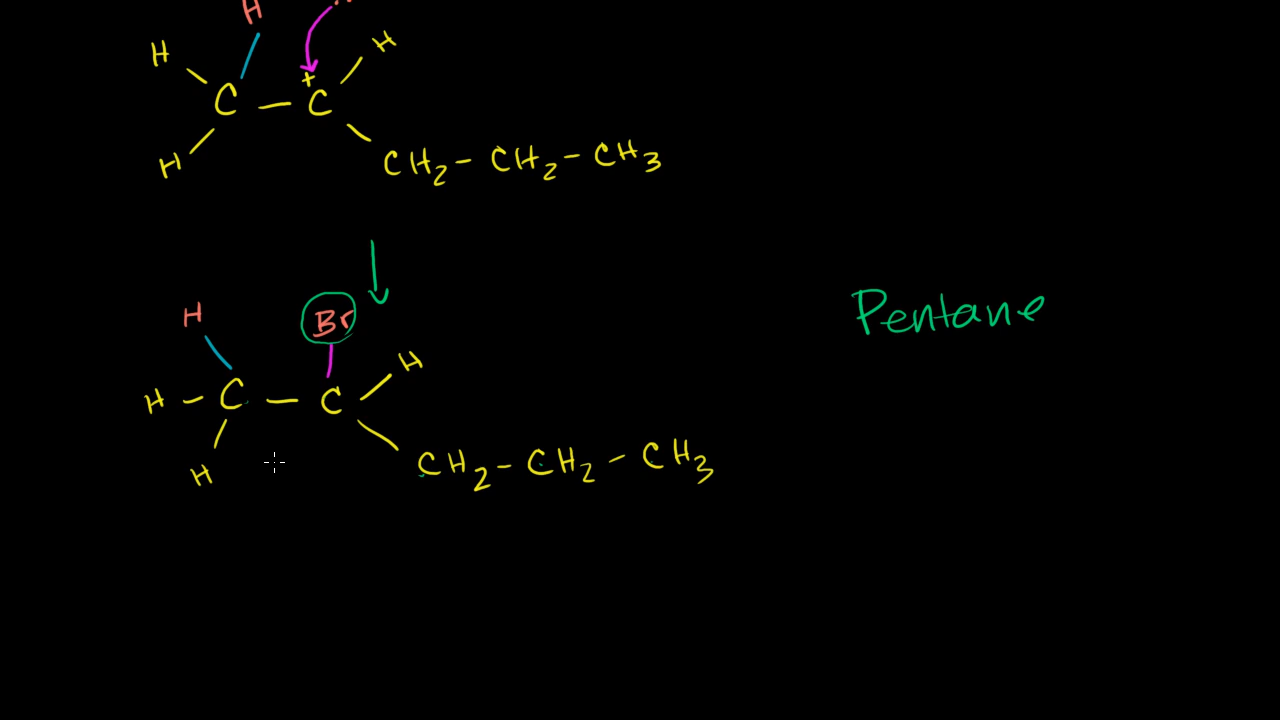 H
H
H
+
C – C
H
CH2 – CH2 – CH3
H
Br
Pentane
H
H – C – C
H
CH2 – CH2 – CH3